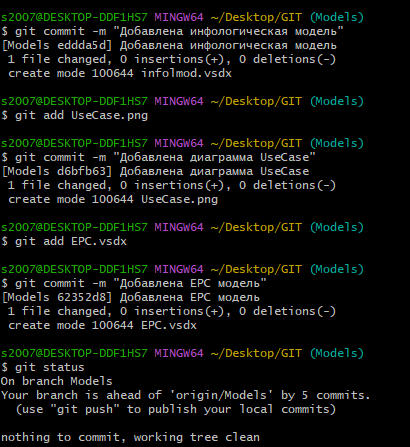 s2007@DESKTOP-DDF1HS7 MINGW64 ~/Desktop/GIT (Models)
$ git commit -m "Добавлена инфологическая модель"
[Models eddda5d] Добавлена инфологическая модель
1 file changed, 0 insertions(+), 0 deletions(-)
create mode 100644 infolmod.vsdx
s2007@DESKTOP-DDF1HS7 MINGW64 ~/Desktop/GIT (Models)
$ git add UseCase.png
s2007@DESKTOP-DDF1HS7 MINGW64 ~/Desktop/GIT (Models)
$ git commit -m "Добавлена диаграмма UseCase"
[Models d6bfb63] Добавлена диаграмма UseCase
1 file changed, 0 insertions(+), 0 deletions(-)
create mode 100644 UseCase.png
s2007@DESKTOP-DDF1HS7 MINGW64 ~/Desktop/GIT (Models)
$ git add EPC.vsdx
s2007@DESKTOP-DDF1HS7 MINGW64 ~/Desktop/GIT (Models)
$ git commit -m "Добавлена EPC модель"
[Models 62352d8] Добавлена EPC модель
1 file changed, 0 insertions(+), 0 deletions(-)
create mode 100644 EPC.vsdx
s2007@DESKTOP-DDF1HS7 MINGW64 ~/Desktop/GIT (Models)
$ git status
On branch Models
Your branch is ahead of 'origin/Models' by 5 commits.
(use "git push" to publish your local commits)
nothing to commit, working tree clean